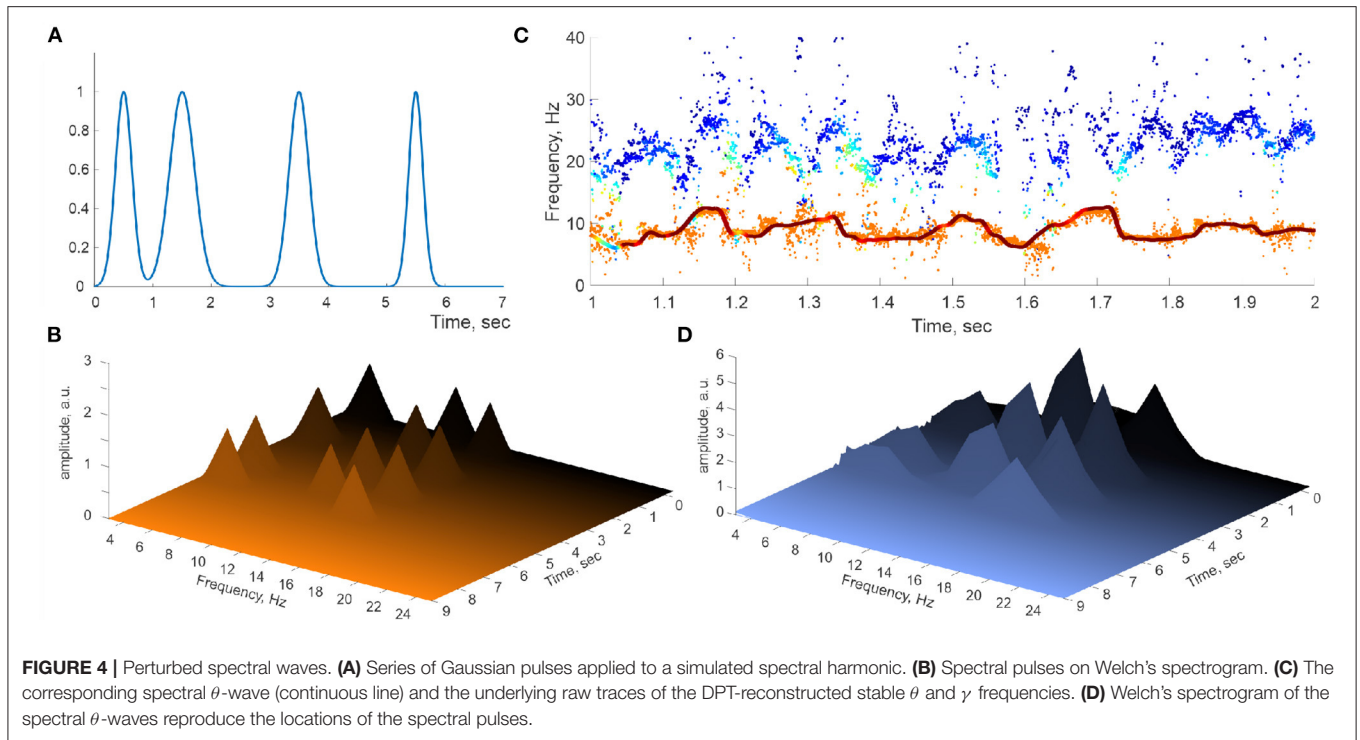 A
1
0.8
0.6
0.4
0.2
0
0 1 2 3 4 5 6 7
Time, sec
C
40
30
20
10
0
Frequency, Hz
1 1.1 1.2 1.3 1.4 1.5 1.6 1.7 1.8 1.9 2
Time, sec
B
3
2
1
0
amplitude, a.u.
4 6 8 10 12 14 16 18 20 22 24
Frequency, Hz
9 8 7 6 5 4 3 2 1 0
Time, sec
D
6
5
4
3
2
1
0
amplitude, a.u.
4 6 8 10 12 14 16 18 20 22 24
Frequency, Hz
9 8 7 6 5 4 3 2 1 0
Time, sec
FIGURE 4 | Perturbed spectral waves. (A) Series of Gaussian pulses applied to a simulated spectral harmonic. (B) Spectral pulses on Welch's spectrogram. (C) The
corresponding spectral θ-wave (continuous line) and the underlying raw traces of the DPT-reconstructed stable θ and γ frequencies. (D) Welch's spectrogram of the
spectral θ-waves reproduce the locations of the spectral pulses.